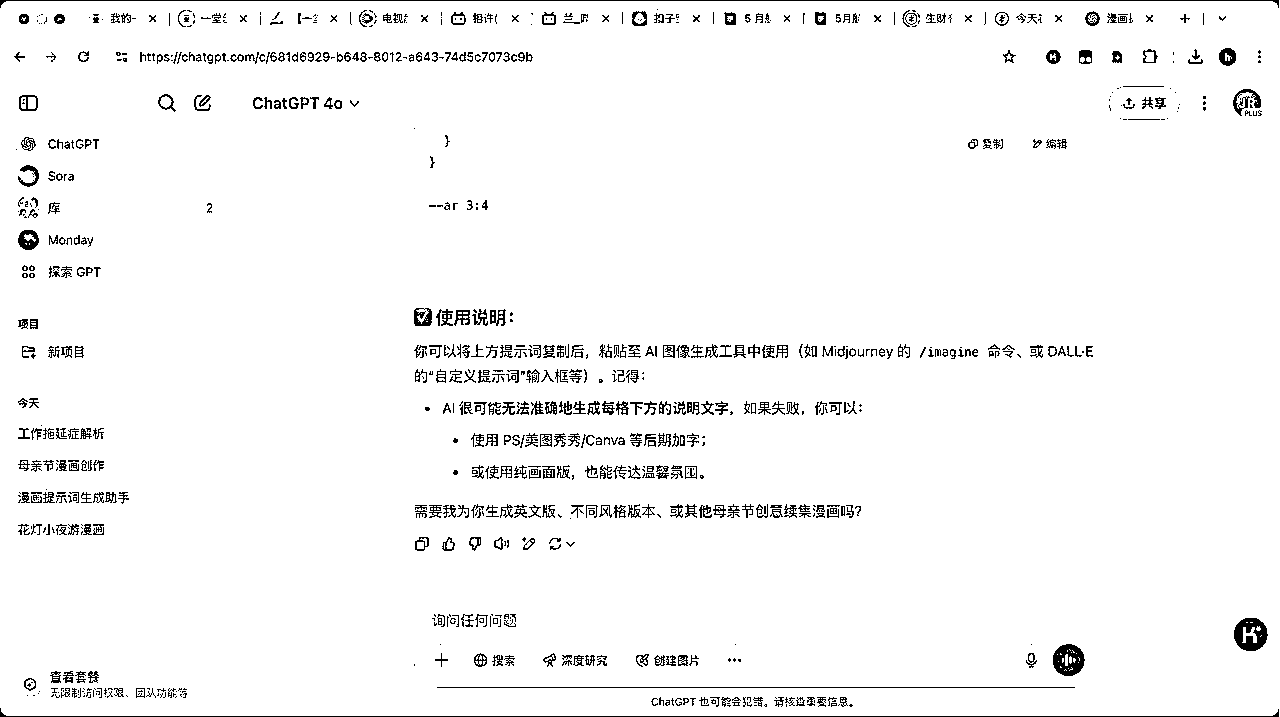 我的-
一堂
【一
电视
相许(
兰_
扣子
5 月
5月
生财
今天
漫画
https://chatgpt.com/c/681d6929-b648-8012-a643-74d5c7073c9b
ChatGPT 4o
共享
PLUS
ChatGPT
Sora
库 2
Monday
探索 GPT
项目
新项目
今天
工作拖延症解析
母亲节漫画创作
漫画提示词生成助手
花灯小夜游漫画
查看套餐
无限制访问权限、团队功能等
}
复制 编辑
}
--ar 3:4
使用说明：
你可以将上方提示词复制后，粘贴至 AI 图像生成工具中使用（如 Midjourney 的 /imagine 命令、或 DALL·E
的“自定义提示词”输入框等）。记得：
• AI 很可能无法准确地生成每格下方的说明文字，如果失败，你可以：
• 使用 PS/美图秀秀/Canva 等后期加字；
• 或使用纯画面版，也能传达温馨氛围。
需要我为你生成英文版、不同风格版本、或其他母亲节创意续集漫画吗？
询问任何问题
搜索 深度研究 创建图片
ChatGPT 也可能会犯错。请核查重要信息。